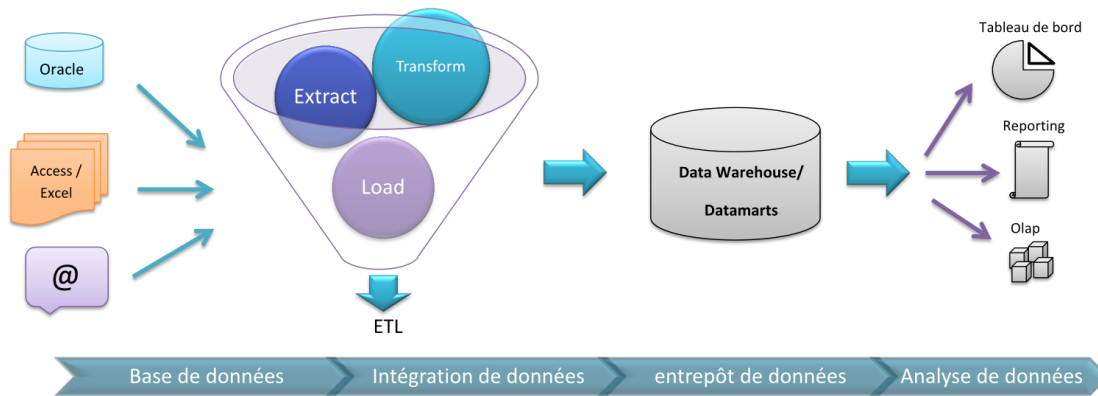 Oracle
Access /
Excel
@
Extract
Transform
Load
ETL
Data Warehouse/
Datamarts
Tableau de bord
Reporting
Olap
Base de données
Intégration de données
entrepôt de données
Analyse de données